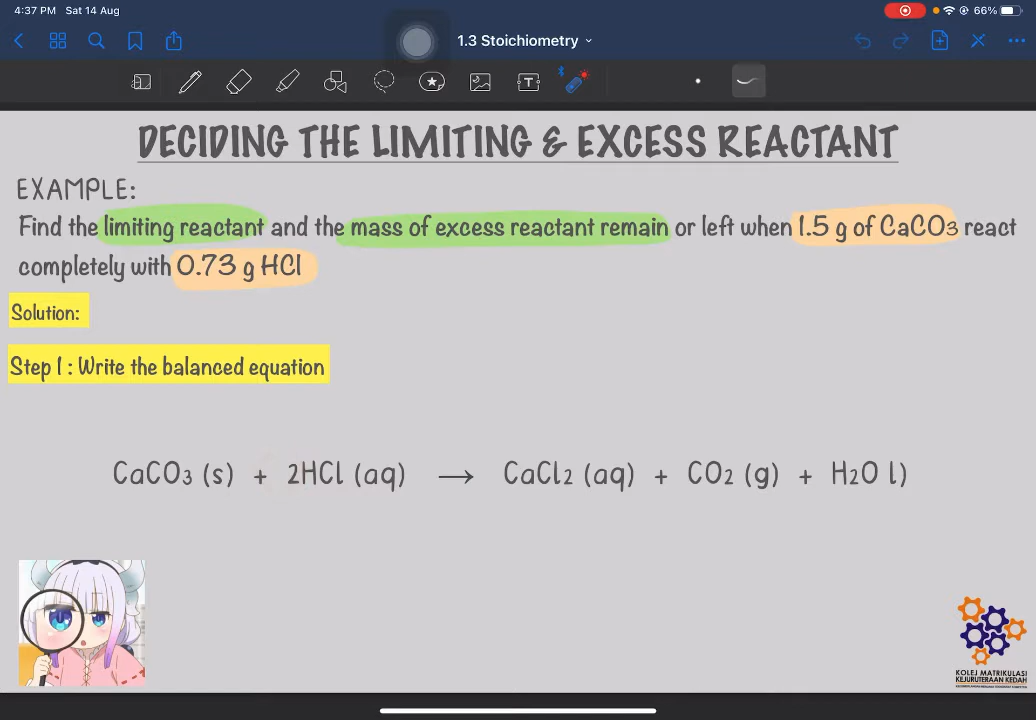 4:37 PM Sat 14 Aug 66%
1.3 Stoichiometry
T
DECIDING THE LIMITING & EXCESS REACTANT
EXAMPLE:
Find the limiting reactant and the mass of excess reactant remain or left when 1.5 g of CaCO3 react
completely with 0.73 g HCl
Solution:
Step 1 : Write the balanced equation
CaCO3 (s) + 2HCl (aq) → CaCl2 (aq) + CO2 (g) + H2O l)
KOLEJ MATRIKULASI
KEJURUTERAAN KEDAH